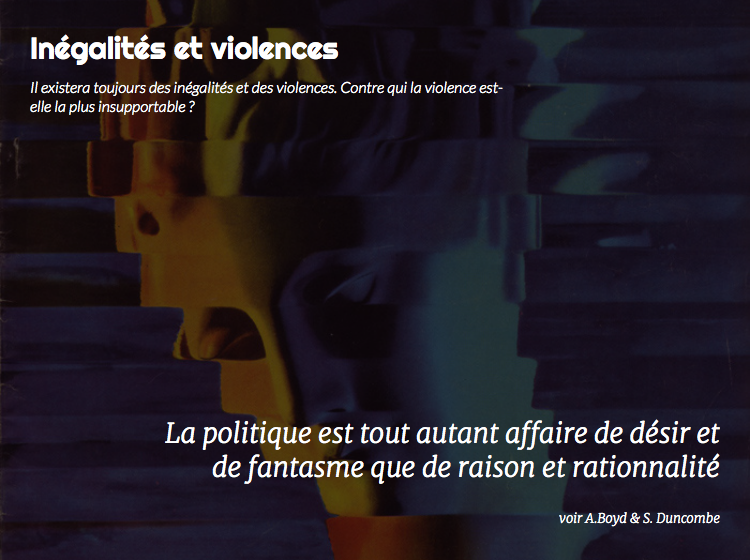 Inégalités et violences
Il existera toujours des inégalités et des violences. Contre qui la violence est-
elle la plus insupportable ?
La politique est tout autant affaire de désir et
de fantasme que de raison et rationnalité
voir A.Boyd & S. Duncombe